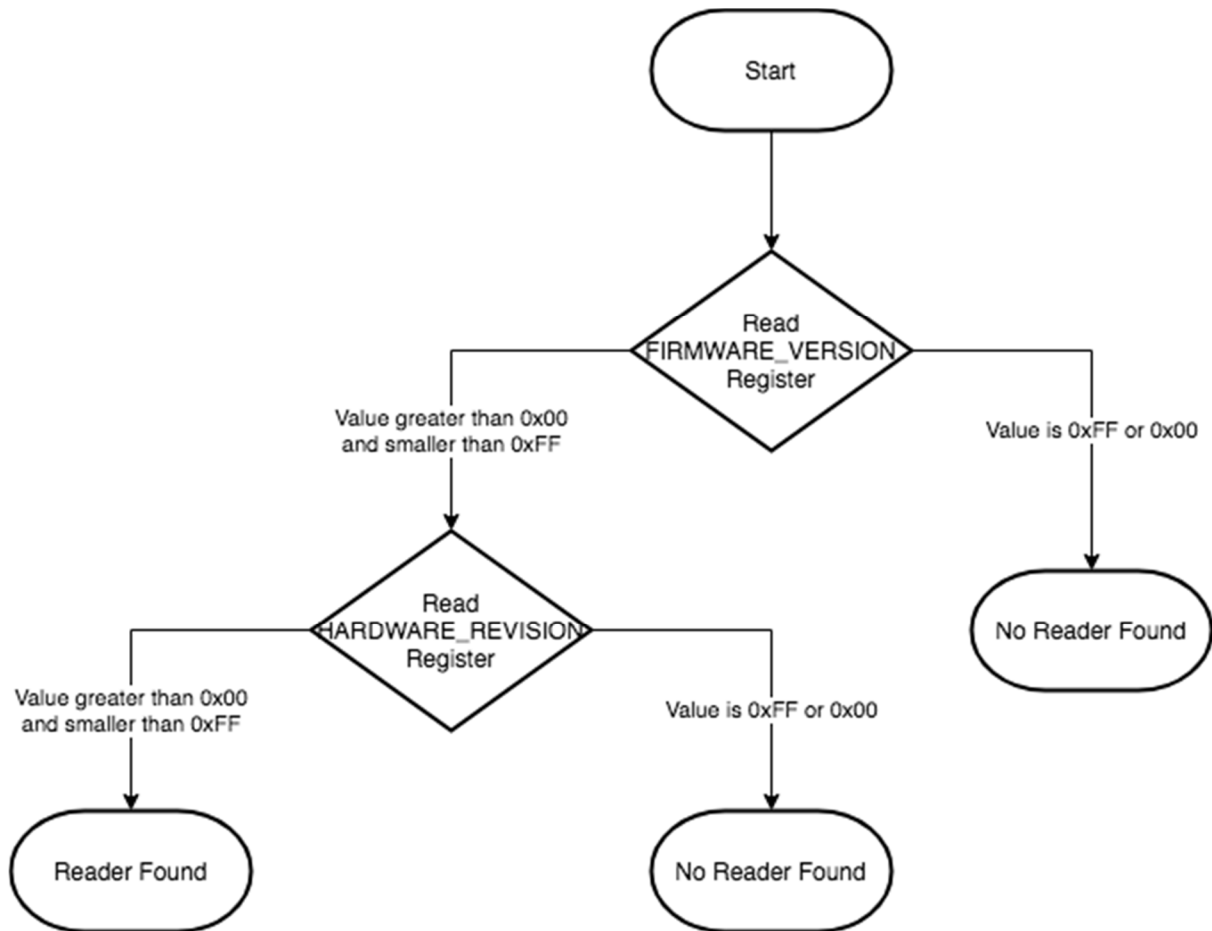 Start
Read
FIRMWARE_VERSION
Register
Value greater than 0x00
and smaller than 0xFF
Value is 0xFF or 0x00
Read
HARDWARE_REVISION
Register
No Reader Found
Value greater than 0x00
and smaller than 0xFF
Value is 0xFF or 0x00
Reader Found
No Reader Found